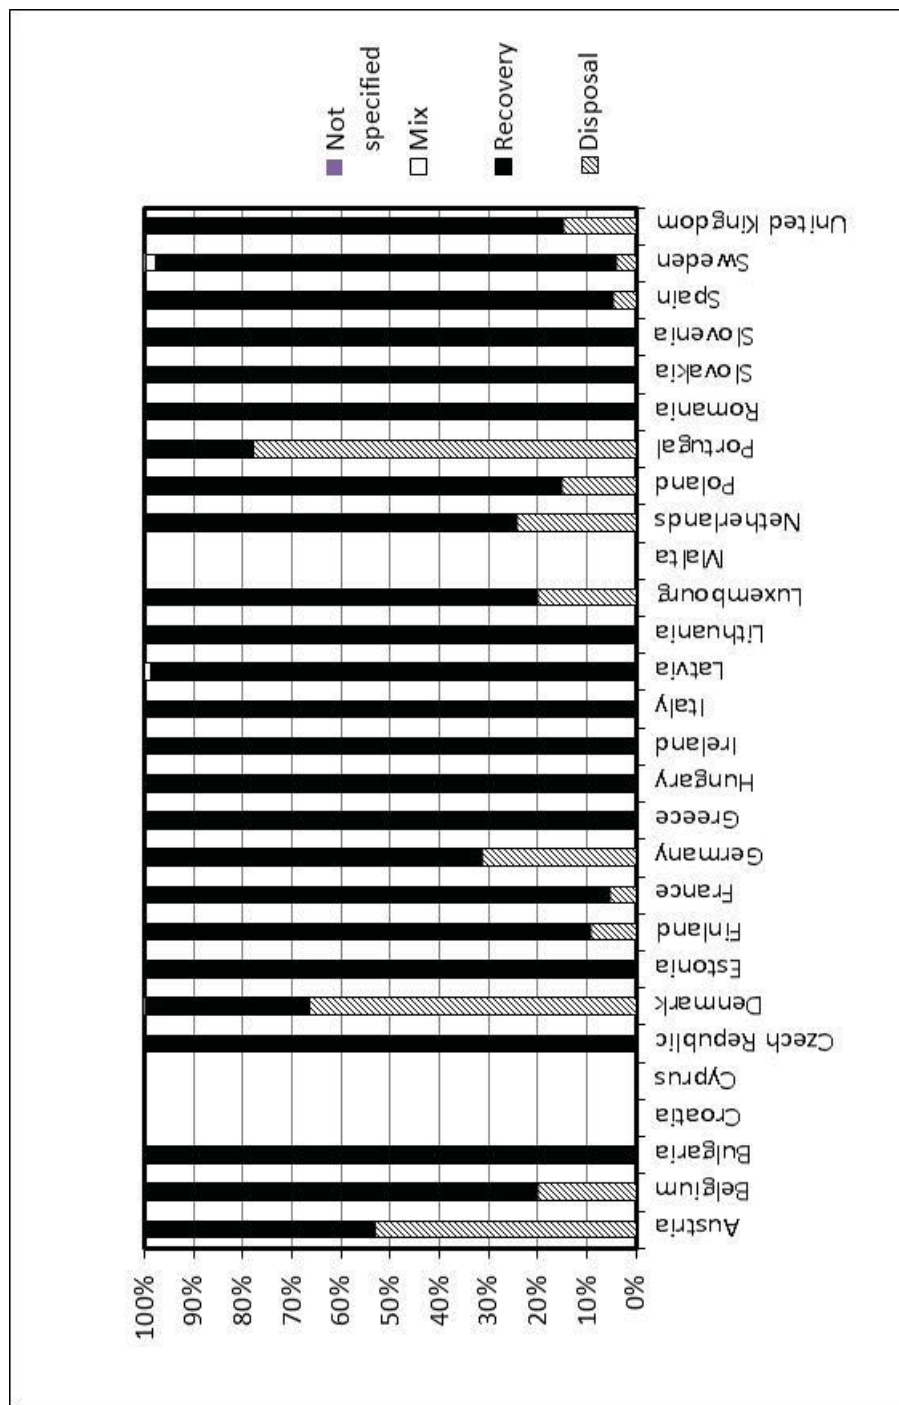 Not
specified
Mix
Recovery
Disposal
100%
90%
80%
70%
60%
50%
40%
30%
20%
10%
0%
Austria
Belgium
Bulgaria
Croatia
Cyprus
Czech Republic
Denmark
Estonia
Finland
France
Germany
Greece
Hungary
Ireland
Italy
Latvia
Lithuania
Luxembourg
Malta
Netherlands
Poland
Portugal
Romania
Slovakia
Slovenia
Spain
Sweden
United Kingdom